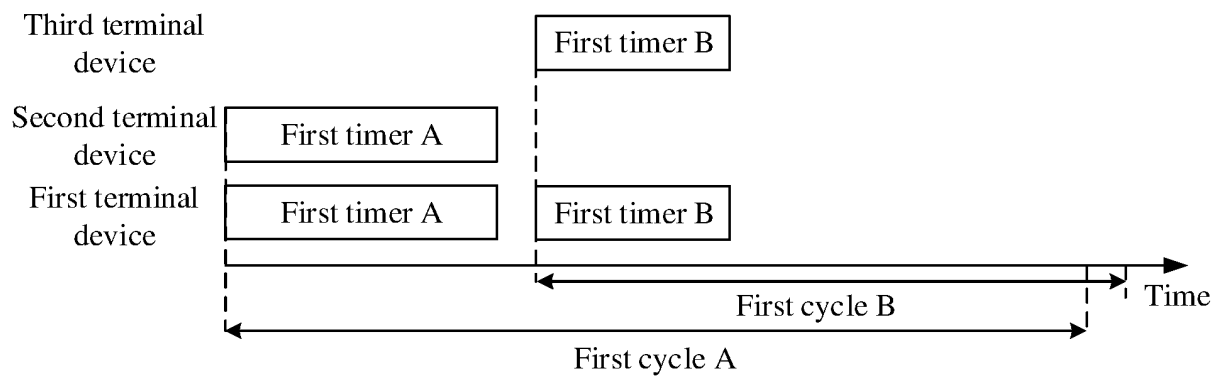 Third terminal
device
First timer B
Second terminal
device
First timer A
First terminal
device
First timer A
First timer B
First cycle B
Time
First cycle A